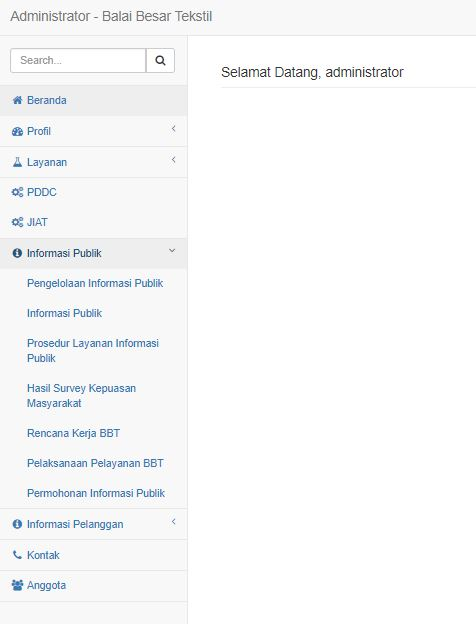 Administrator - Balai Besar Tekstil
Search...
Selamat Datang, administrator
Beranda
Profil
Layanan
PDDC
JIAT
Informasi Publik
Pengelolaan Informasi Publik
Informasi Publik
Prosedur Layanan Informasi
Publik
Hasil Survey Kepuasan
Masyarakat
Rencana Kerja BBT
Pelaksanaan Pelayanan BBT
Permohonan Informasi Publik
Informasi Pelanggan
Kontak
Anggota